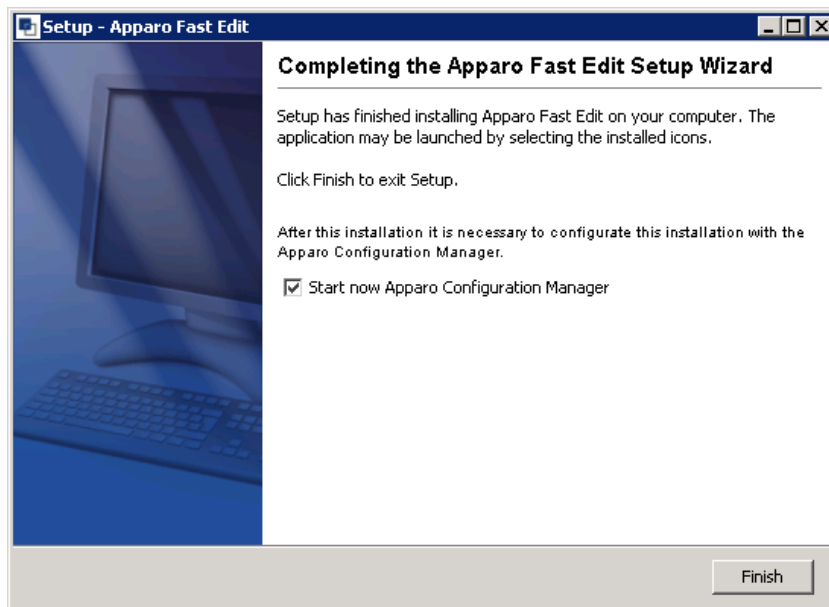 Setup - Apparo Fast Edit
Completing the Apparo Fast Edit Setup Wizard
Setup has finished installing Apparo Fast Edit on your computer. The
application may be launched by selecting the installed icons.
Click Finish to exit Setup.
After this installation it is necessary to configurate this installation with the
Apparo Configuration Manager.
Start now Apparo Configuration Manager
Finish